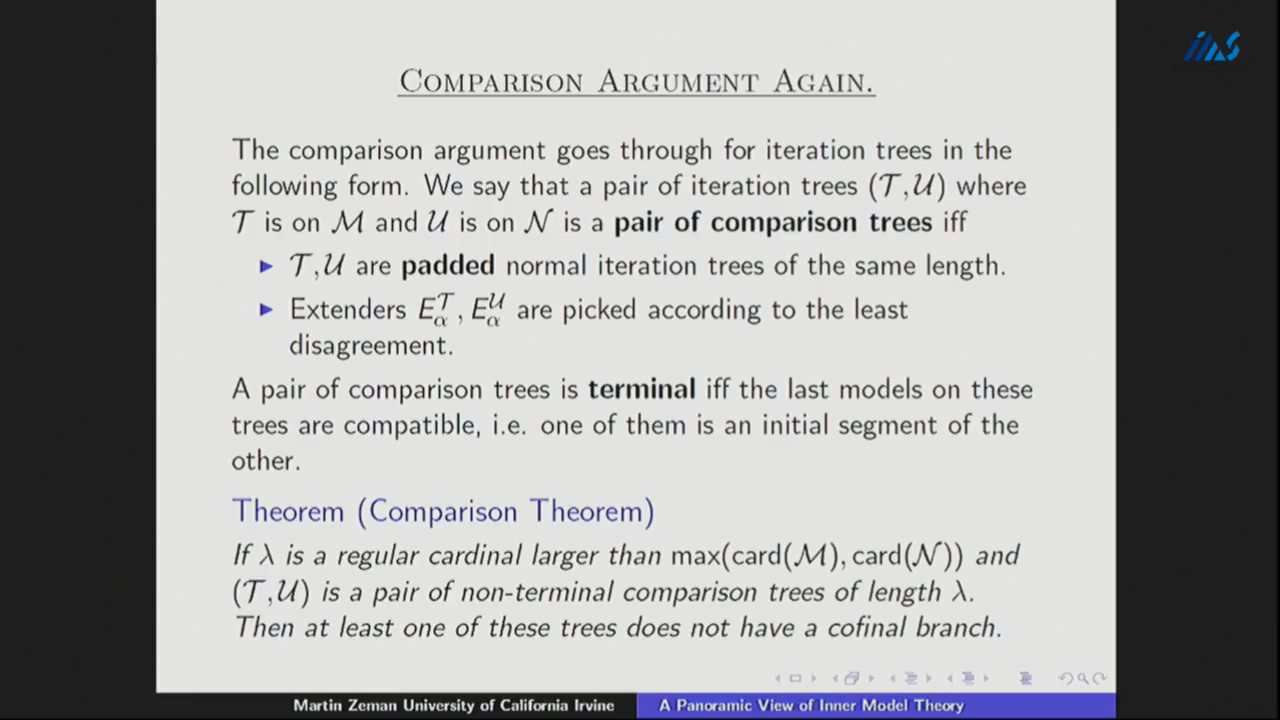 iMS
COMPARISON ARGUMENT AGAIN.
The comparison argument goes through for iteration trees in the
following form. We say that a pair of iteration trees (𝒯, 𝒰) where
𝒯 is on ℳ and 𝒰 is on 𝒩 is a pair of comparison trees iff
▶ 𝒯, 𝒰 are padded normal iteration trees of the same length.
▶ Extenders E_α^𝒯, E_α^𝒰 are picked according to the least
disagreement.
A pair of comparison trees is terminal iff the last models on these
trees are compatible, i.e. one of them is an initial segment of the
other.
Theorem (Comparison Theorem)
If λ is a regular cardinal larger than max(card(ℳ), card(𝒩)) and
(𝒯, 𝒰) is a pair of non-terminal comparison trees of length λ.
Then at least one of these trees does not have a cofinal branch.
Martin Zeman University of California Irvine
A Panoramic View of Inner Model Theory